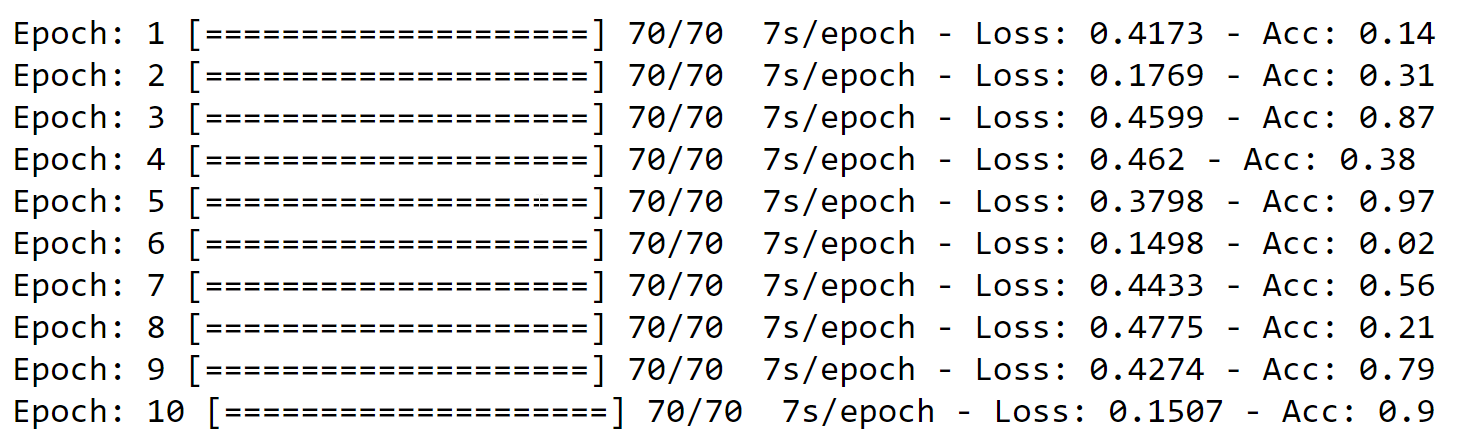 Epoch: 1 [====================] 70/70  7s/epoch - Loss: 0.4173 - Acc: 0.14
Epoch: 2 [====================] 70/70  7s/epoch - Loss: 0.1769 - Acc: 0.31
Epoch: 3 [====================] 70/70  7s/epoch - Loss: 0.4599 - Acc: 0.87
Epoch: 4 [====================] 70/70  7s/epoch - Loss: 0.462 - Acc: 0.38
Epoch: 5 [====================] 70/70  7s/epoch - Loss: 0.3798 - Acc: 0.97
Epoch: 6 [====================] 70/70  7s/epoch - Loss: 0.1498 - Acc: 0.02
Epoch: 7 [====================] 70/70  7s/epoch - Loss: 0.4433 - Acc: 0.56
Epoch: 8 [====================] 70/70  7s/epoch - Loss: 0.4775 - Acc: 0.21
Epoch: 9 [====================] 70/70  7s/epoch - Loss: 0.4274 - Acc: 0.79
Epoch: 10 [====================] 70/70  7s/epoch - Loss: 0.1507 - Acc: 0.9